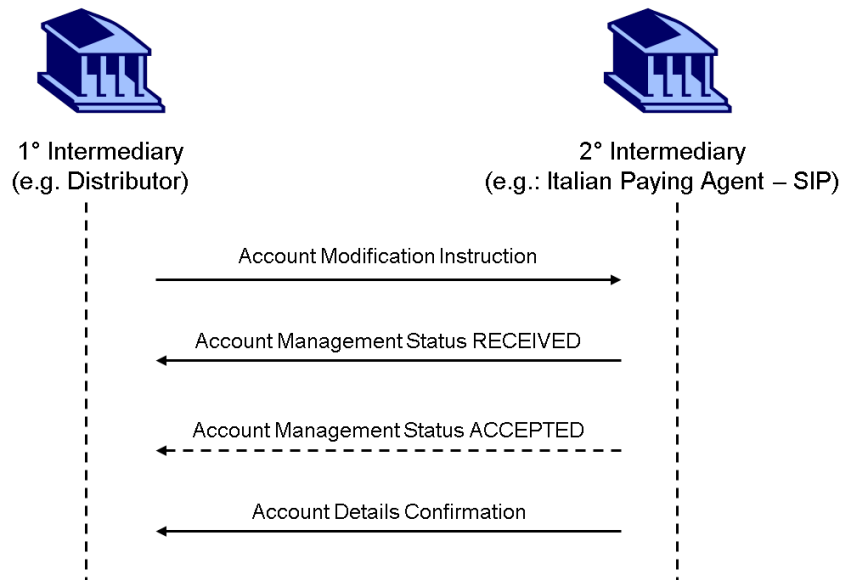 1° Intermediary
(e.g. Distributor)
2° Intermediary
(e.g.: Italian Paying Agent – SIP)
Account Modification Instruction
Account Management Status RECEIVED
Account Management Status ACCEPTED
Account Details Confirmation